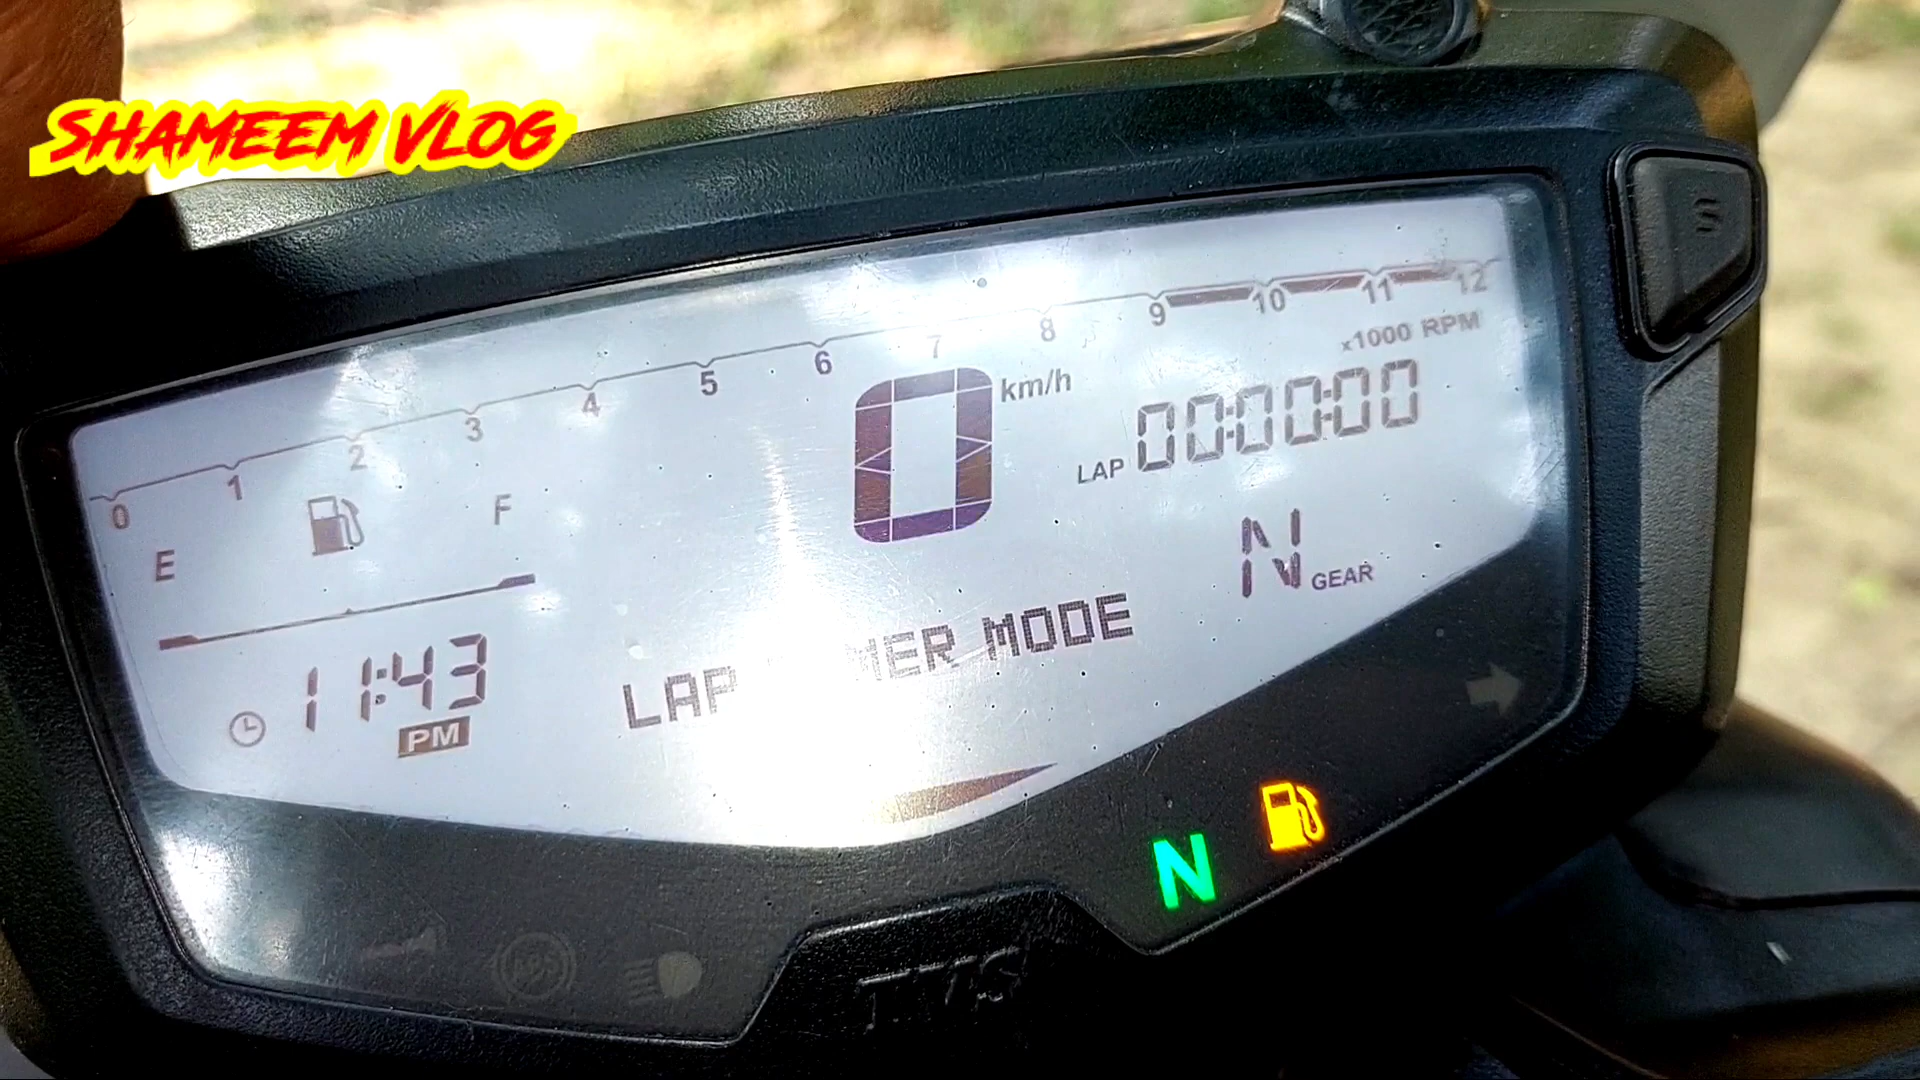 SHAMEEM VLOG
0 1 2 3 4 5 6 7 8 9 10 11 12
x1000 RPM
0 km/h
LAP 00:00:00
E F
N GEAR
11:43
PM
LAP MODE
N
ABS
TVS
S